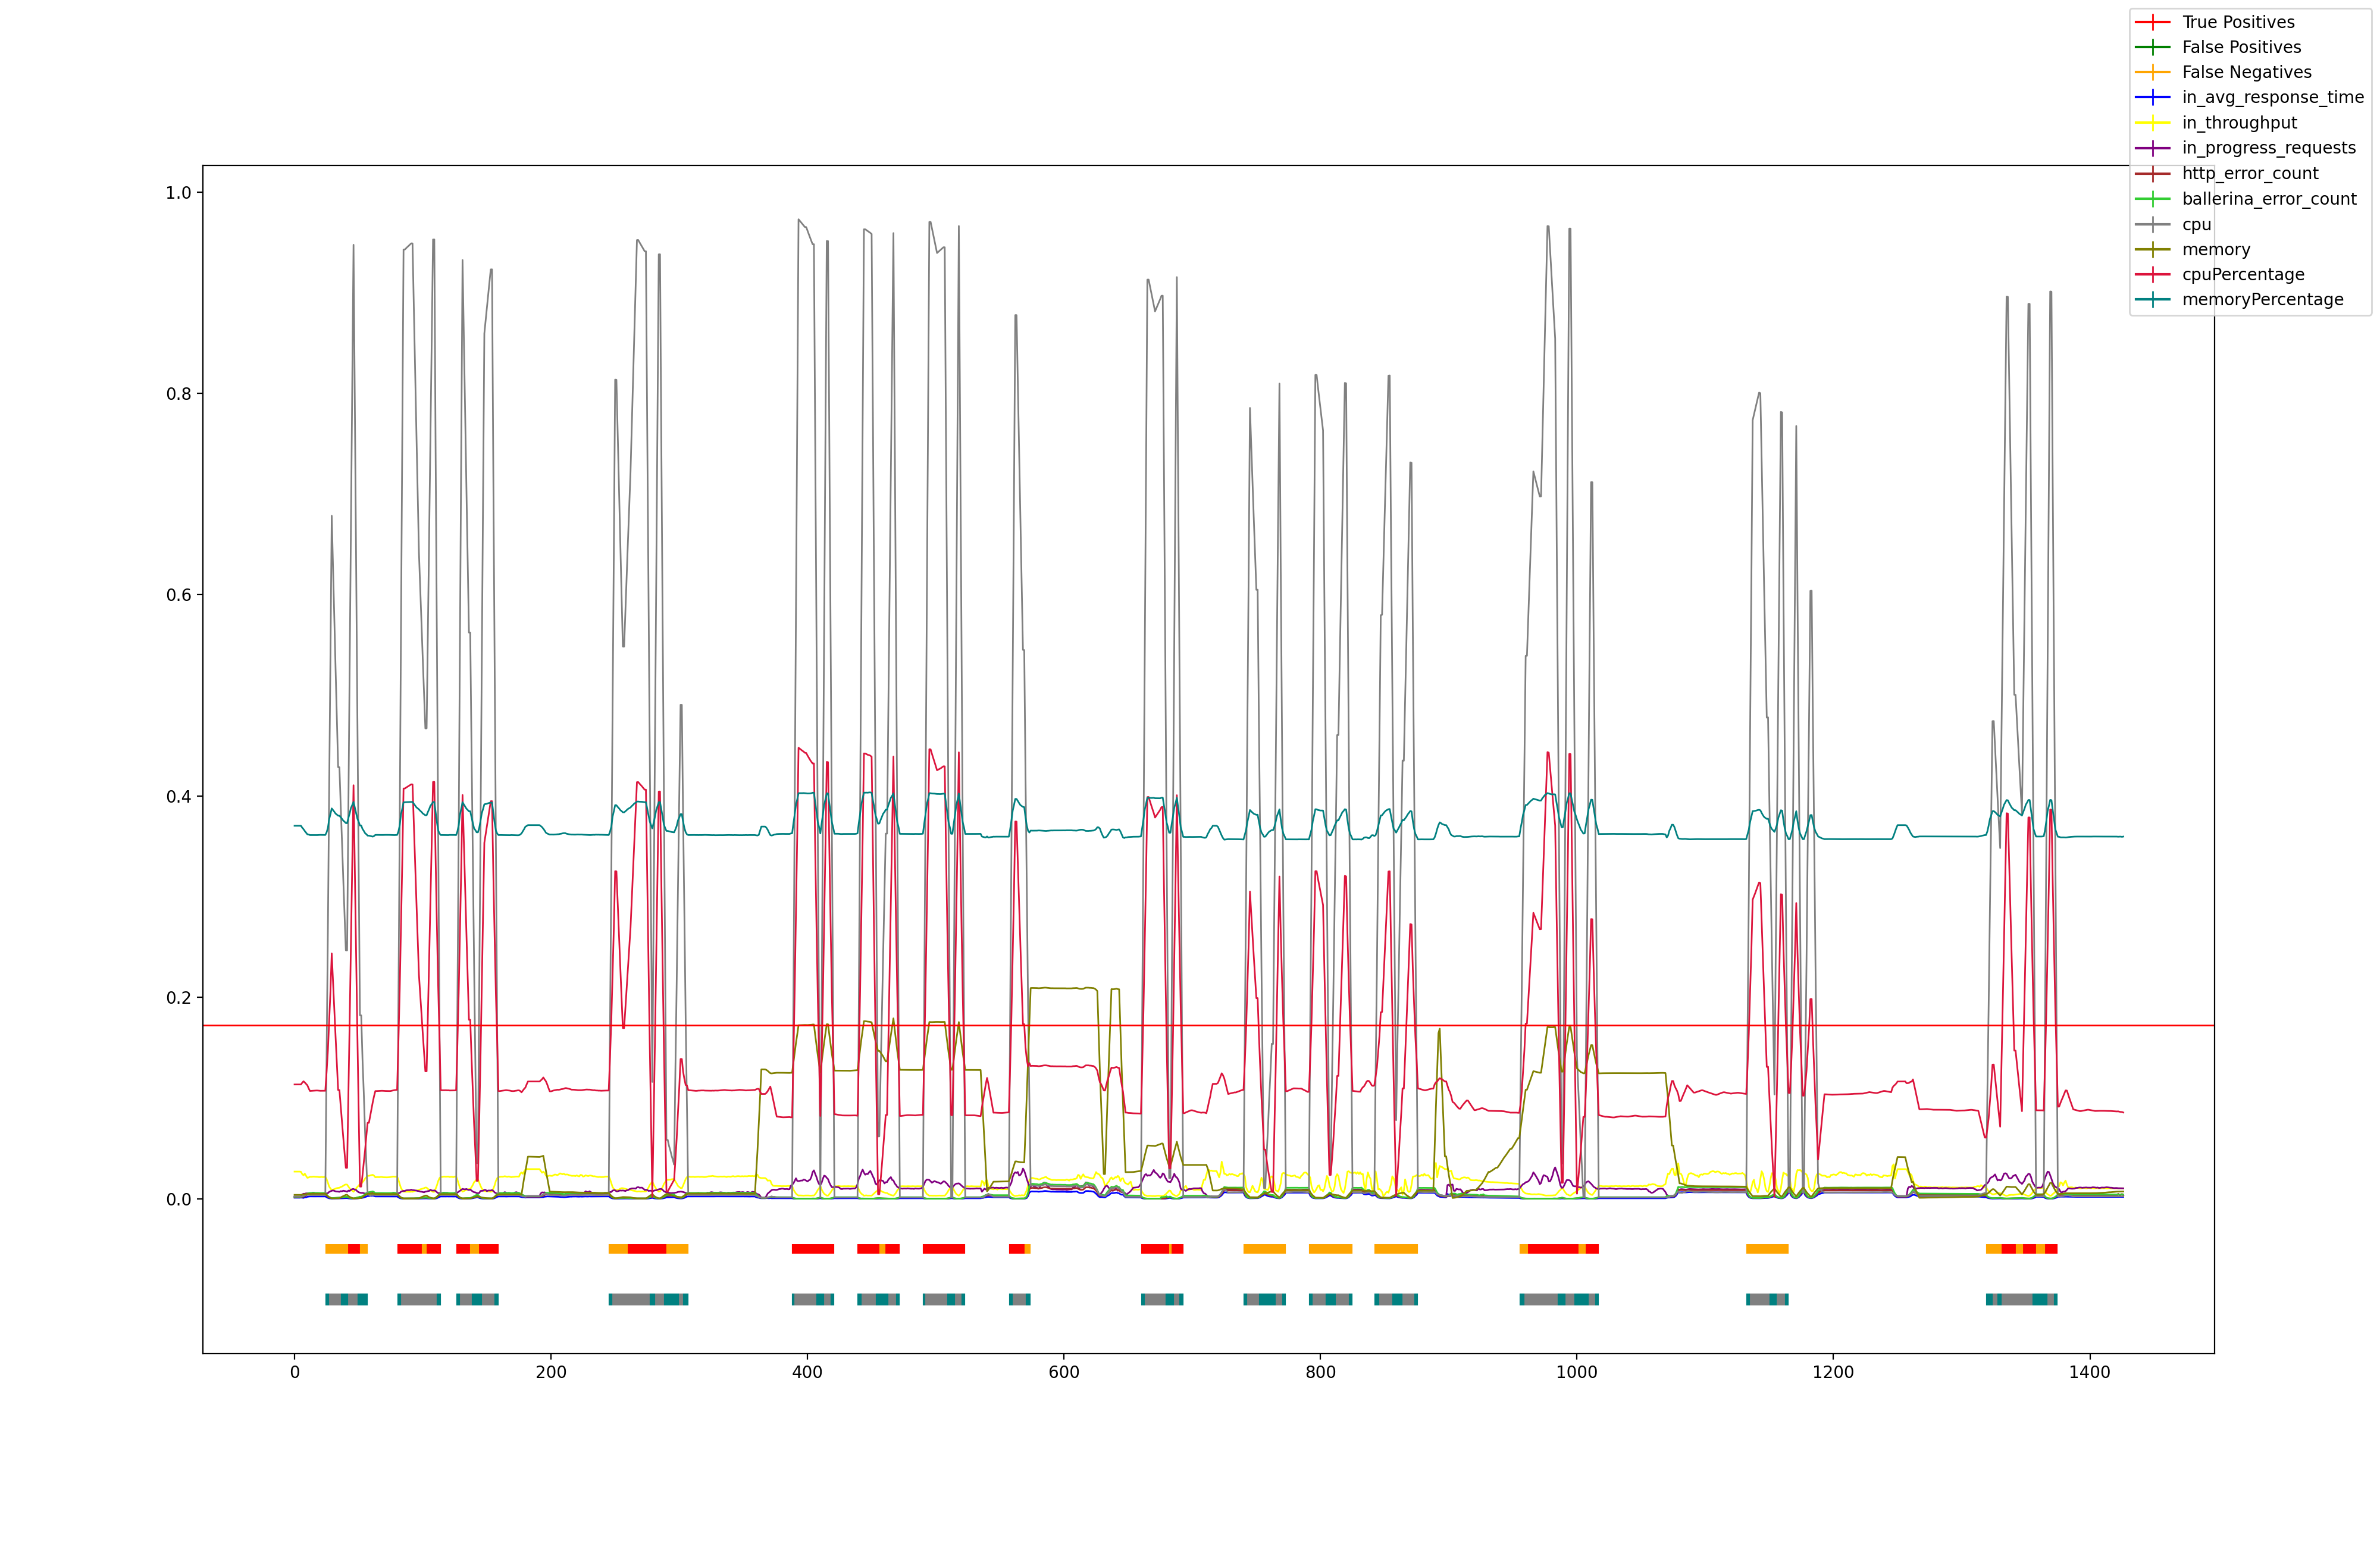 True Positives
False Positives
False Negatives
in_avg_response_time
in_throughput
in_progress_requests
http_error_count
ballerina_error_count
cpu
memory
cpuPercentage
memoryPercentage
1.0
0.8
0.6
0.4
0.2
0.0
0 200 400 600 800 1000 1200 1400